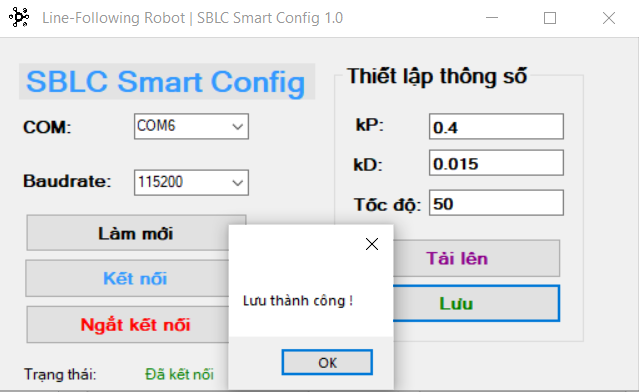 Line-Following Robot | SBLC Smart Config 1.0
SBLC Smart Config
COM:
COM6
Baudrate:
115200
Làm mới
Kết nối
Ngắt kết nối
Trạng thái:
Đã kết nối
Thiết lập thông số
kP:
0.4
kD:
0.015
Tốc độ:
50
Tải lên
Lưu
Lưu thành công !
OK